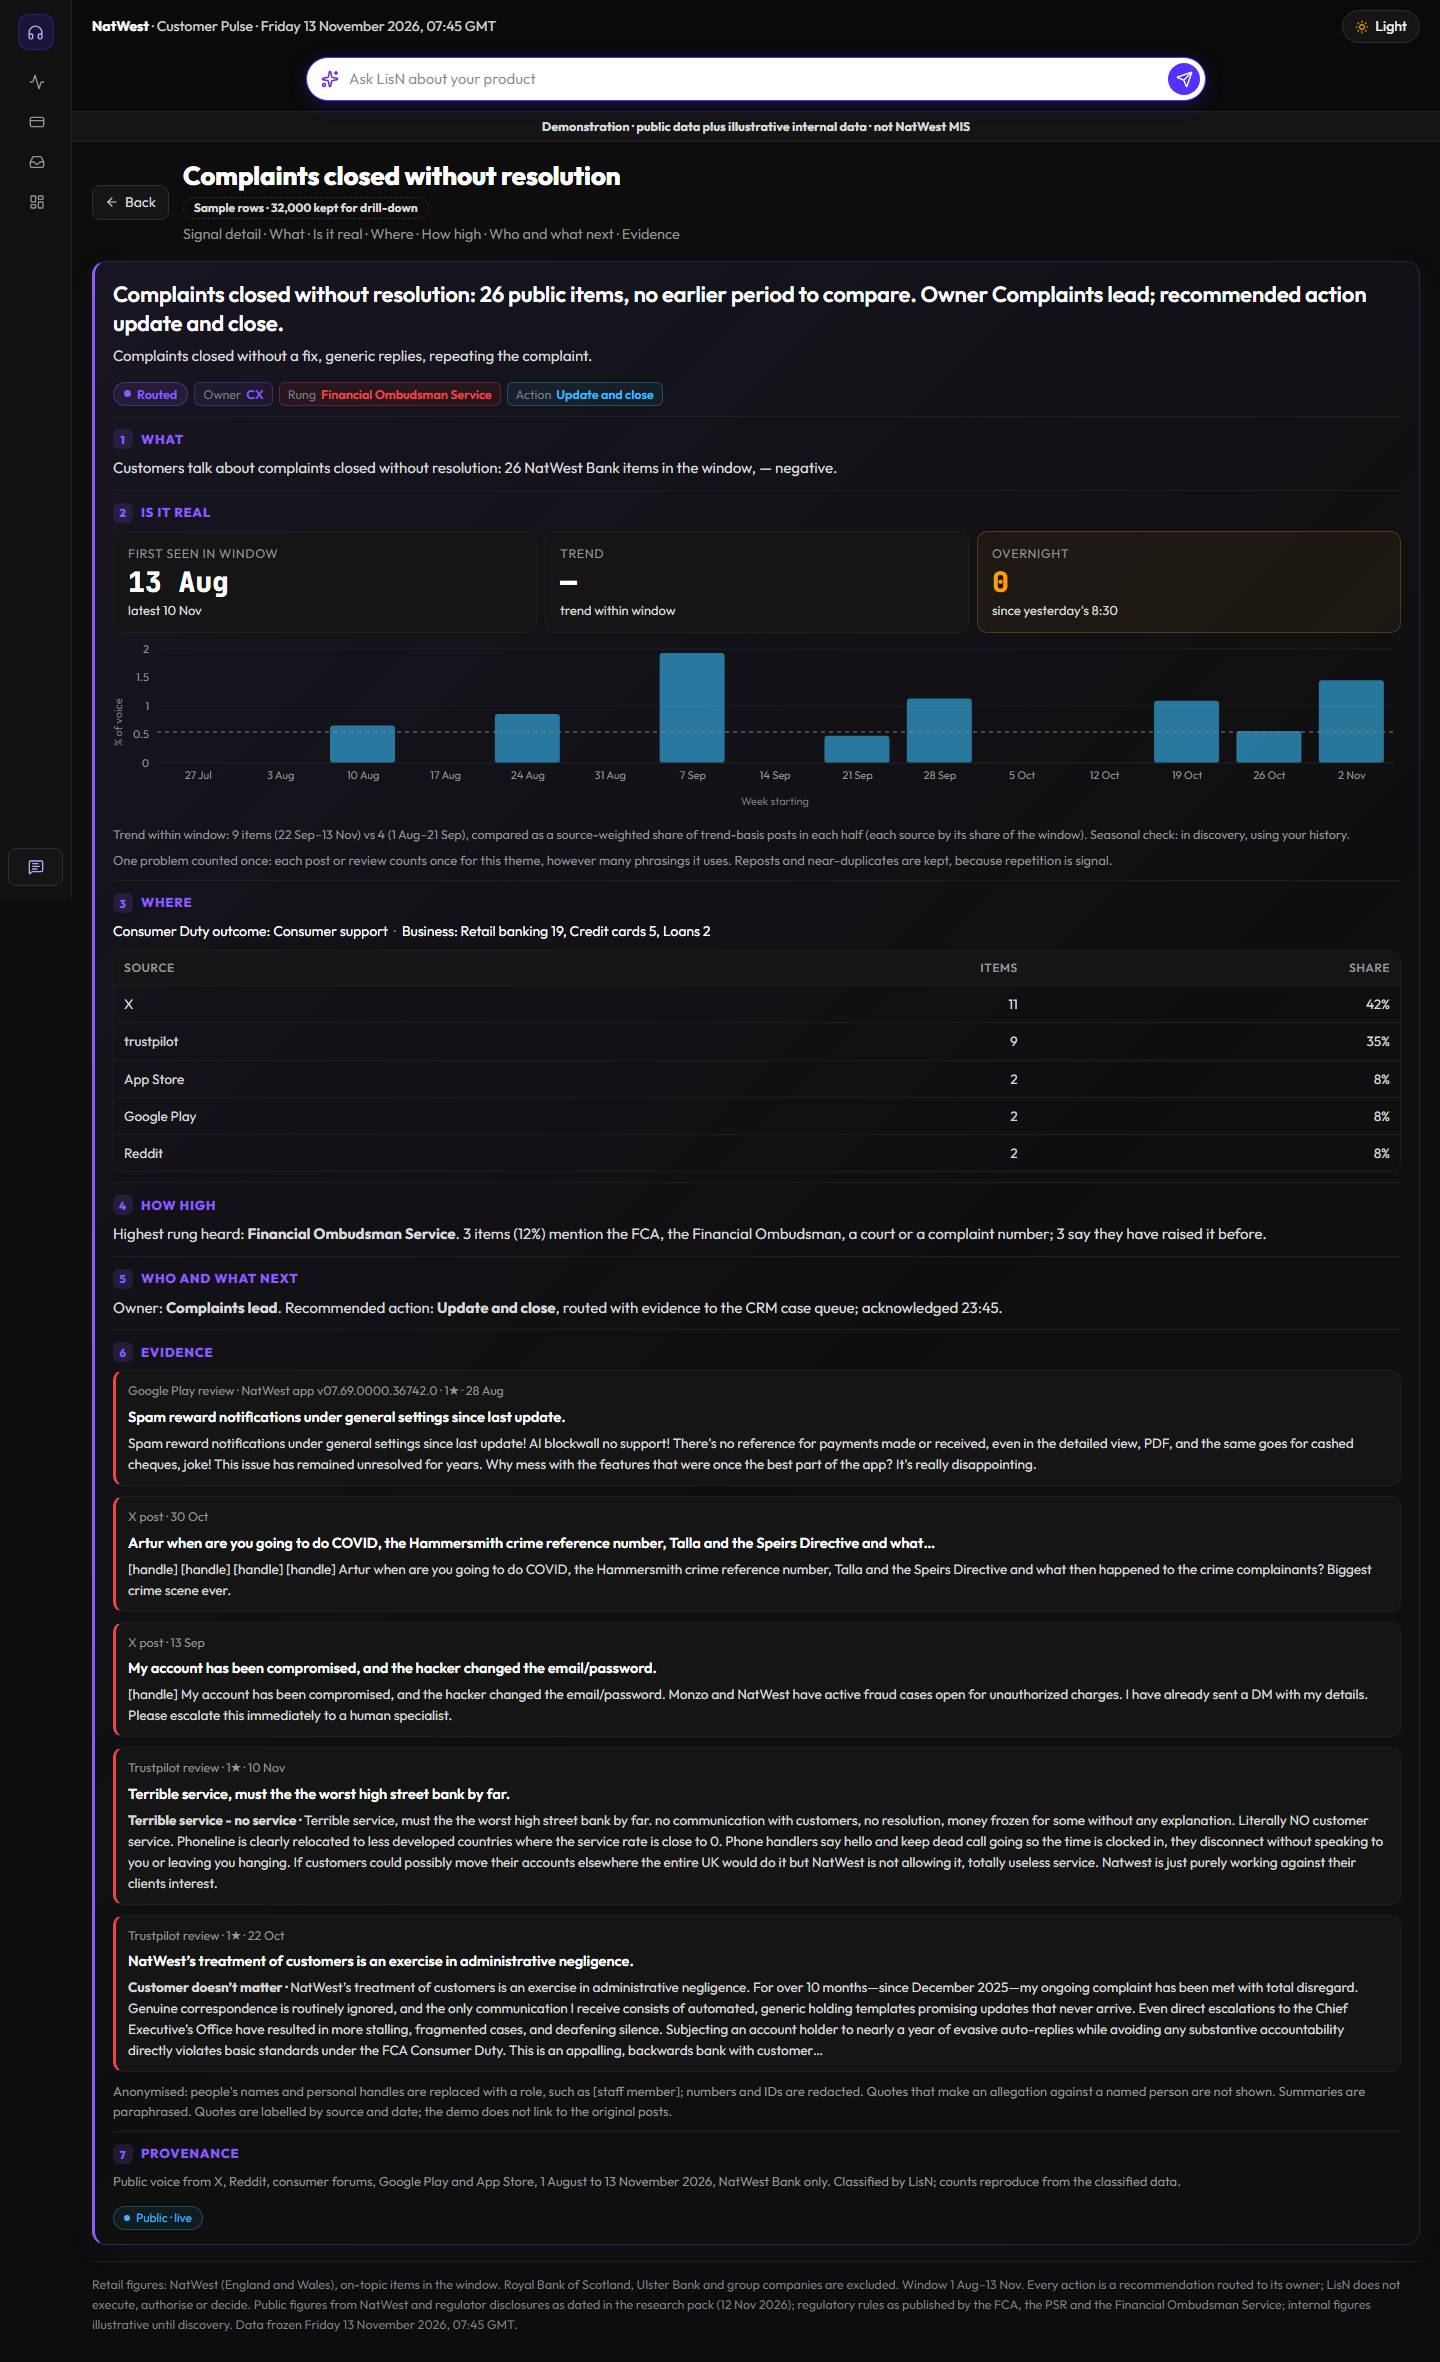 NatWest · Customer Pulse · Friday 13 November 2026, 07:45 GMT
Light
Ask LisN about your product
Demonstration · public data plus illustrative internal data · not NatWest MIS
Back
Complaints closed without resolution
Sample rows · 32,000 kept for drill-down
Signal detail · What · Is it real · Where · How high · Who and what next · Evidence
Complaints closed without resolution: 26 public items, no earlier period to compare. Owner Complaints lead; recommended action
update and close.
Complaints closed without a fix, generic replies, repeating the complaint.
Routed
Owner CX
Rung Financial Ombudsman Service
Action Update and close
1 WHAT
Customers talk about complaints closed without resolution: 26 NatWest Bank items in the window, — negative.
2 IS IT REAL
FIRST SEEN IN WINDOW
13 Aug
latest 10 Nov
TREND
—
trend within window
OVERNIGHT
0
since yesterday's 8:30
% of voice
2
1.5
1
0.5
0
27 Jul 3 Aug 10 Aug 17 Aug 24 Aug 31 Aug 7 Sep 14 Sep 21 Sep 28 Sep 5 Oct 12 Oct 19 Oct 26 Oct 2 Nov
Week starting
Trend within window: 9 items (22 Sep–13 Nov) vs 4 (1 Aug–21 Sep), compared as a source-weighted share of trend-basis posts in each half (each source by its share of the window). Seasonal check: in discovery, using your history.
One problem counted once: each post or review counts once for this theme, however many phrasings it uses. Reposts and near-duplicates are kept, because repetition is signal.
3 WHERE
Consumer Duty outcome: Consumer support · Business: Retail banking 19, Credit cards 5, Loans 2
SOURCE ITEMS SHARE
X 11 42%
trustpilot 9 35%
App Store 2 8%
Google Play 2 8%
Reddit 2 8%
4 HOW HIGH
Highest rung heard: Financial Ombudsman Service. 3 items (12%) mention the FCA, the Financial Ombudsman, a court or a complaint number; 3 say they have raised it before.
5 WHO AND WHAT NEXT
Owner: Complaints lead. Recommended action: Update and close, routed with evidence to the CRM case queue; acknowledged 23:45.
6 EVIDENCE
Google Play review · NatWest app v07.69.0000.36742.0 · 1★ · 28 Aug
Spam reward notifications under general settings since last update.
Spam reward notifications under general settings since last update! AI blockwall no support! There's no reference for payments made or received, even in the detailed view, PDF, and the same goes for cashed
cheques, joke! This issue has remained unresolved for years. Why mess with the features that were once the best part of the app? It's really disappointing.
X post · 30 Oct
Artur when are you going to do COVID, the Hammersmith crime reference number, Talla and the Speirs Directive and what…
[handle] [handle] [handle] [handle] Artur when are you going to do COVID, the Hammersmith crime reference number, Talla and the Speirs Directive and what then happened to the crime complainants? Biggest
crime scene ever.
X post · 13 Sep
My account has been compromised, and the hacker changed the email/password.
[handle] My account has been compromised, and the hacker changed the email/password. Monzo and NatWest have active fraud cases open for unauthorized charges. I have already sent a DM with my details.
Please escalate this immediately to a human specialist.
Trustpilot review · 1★ · 10 Nov
Terrible service, must the the worst high street bank by far.
Terrible service - no service · Terrible service, must the the worst high street bank by far. no communication with customers, no resolution, money frozen for some without any explanation. Literally NO customer
service. Phoneline is clearly relocated to less developed countries where the service rate is close to 0. Phone handlers say hello and keep dead call going so the time is clocked in, they disconnect without speaking to
you or leaving you hanging. If customers could possibly move their accounts elsewhere the entire UK would do it but NatWest is not allowing it, totally useless service. Natwest is just purely working against their
clients interest.
Trustpilot review · 1★ · 22 Oct
NatWest’s treatment of customers is an exercise in administrative negligence.
Customer doesn’t matter · NatWest’s treatment of customers is an exercise in administrative negligence. For over 10 months—since December 2025—my ongoing complaint has been met with total disregard.
Genuine correspondence is routinely ignored, and the only communication I receive consists of automated, generic holding templates promising updates that never arrive. Even direct escalations to the Chief
Executive’s Office have resulted in more stalling, fragmented cases, and deafening silence. Subjecting an account holder to nearly a year of evasive auto-replies while avoiding any substantive accountability
directly violates basic standards under the FCA Consumer Duty. This is an appalling, backwards bank with customer…
Anonymised: people's names and personal handles are replaced with a role, such as [staff member]; numbers and IDs are redacted. Quotes that make an allegation against a named person are not shown. Summaries are
paraphrased. Quotes are labelled by source and date; the demo does not link to the original posts.
7 PROVENANCE
Public voice from X, Reddit, consumer forums, Google Play and App Store, 1 August to 13 November 2026, NatWest Bank only. Classified by LisN; counts reproduce from the classified data.
Public · live
Retail figures: NatWest (England and Wales), on-topic items in the window. Royal Bank of Scotland, Ulster Bank and group companies are excluded. Window 1 Aug–13 Nov. Every action is a recommendation routed to its owner; LisN does not
execute, authorise or decide. Public figures from NatWest and regulator disclosures as dated in the research pack (12 Nov 2026); regulatory rules as published by the FCA, the PSR and the Financial Ombudsman Service; internal figures
illustrative until discovery. Data frozen Friday 13 November 2026, 07:45 GMT.